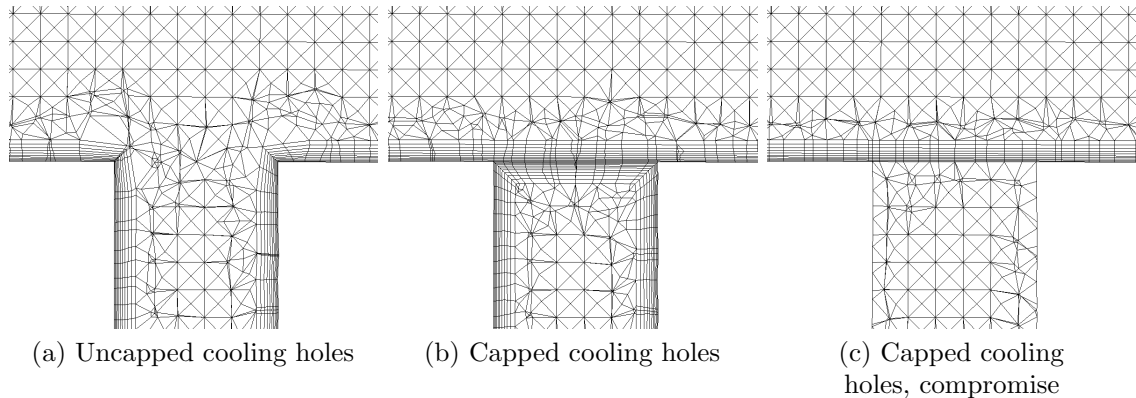 (a) Uncapped cooling holes
(b) Capped cooling holes
(c) Capped cooling
holes, compromise